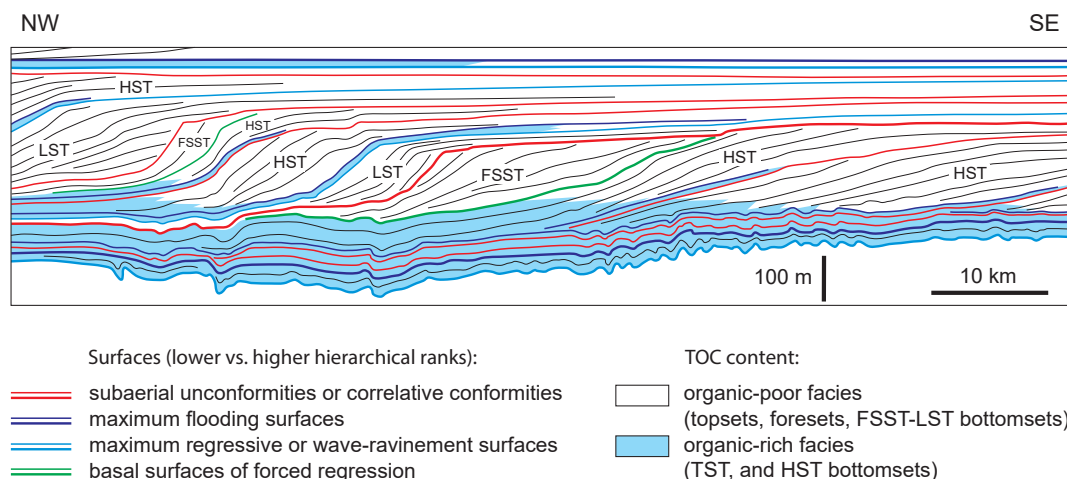 NW SE
HST
LST
FSST
HST
HST
LST
FSST
HST
HST
100 m
10 km
Surfaces (lower vs. higher hierarchical ranks):
subaerial unconformities or correlative conformities
maximum flooding surfaces
maximum regressive or wave-ravinement surfaces
basal surfaces of forced regression
TOC content:
organic-poor facies
(topsets, foresets, FSST-LST bottomsets)
organic-rich facies
(TST, and HST bottomsets)